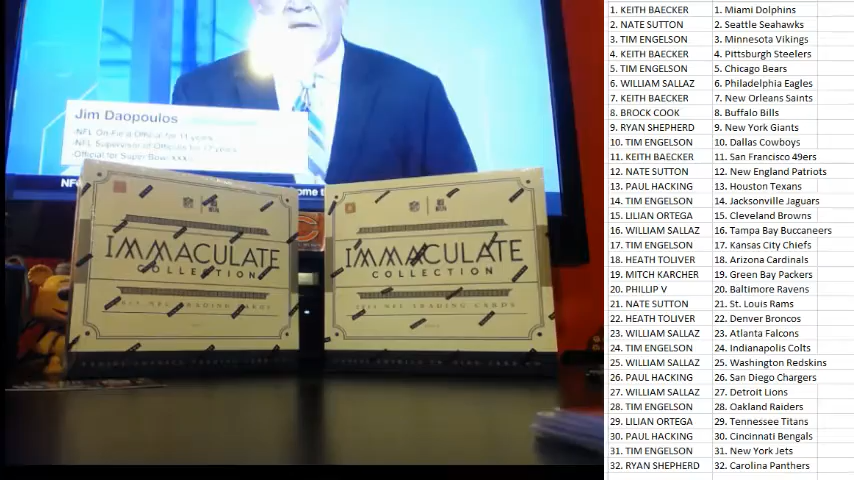 Jim Daopoulos
-NFL On-Field Official for 11 years
-NFL Supervisor of Officials for 12 years
-Official for Super Bowl XXX
IMMACULATE
COLLECTION
NFL TRADING CARDS
IMMACULATE
COLLECTION
NFL TRADING CARDS
1. KEITH BAECKER 1. Miami Dolphins
2. NATE SUTTON 2. Seattle Seahawks
3. TIM ENGELSON 3. Minnesota Vikings
4. KEITH BAECKER 4. Pittsburgh Steelers
5. TIM ENGELSON 5. Chicago Bears
6. WILLIAM SALLAZ 6. Philadelphia Eagles
7. KEITH BAECKER 7. New Orleans Saints
8. BROCK COOK 8. Buffalo Bills
9. RYAN SHEPHERD 9. New York Giants
10. TIM ENGELSON 10. Dallas Cowboys
11. KEITH BAECKER 11. San Francisco 49ers
12. NATE SUTTON 12. New England Patriots
13. PAUL HACKING 13. Houston Texans
14. TIM ENGELSON 14. Jacksonville Jaguars
15. LILIAN ORTEGA 15. Cleveland Browns
16. WILLIAM SALLAZ 16. Tampa Bay Buccaneers
17. TIM ENGELSON 17. Kansas City Chiefs
18. HEATH TOLIVER 18. Arizona Cardinals
19. MITCH KARCHER 19. Green Bay Packers
20. PHILLIP V 20. Baltimore Ravens
21. NATE SUTTON 21. St. Louis Rams
22. HEATH TOLIVER 22. Denver Broncos
23. WILLIAM SALLAZ 23. Atlanta Falcons
24. TIM ENGELSON 24. Indianapolis Colts
25. WILLIAM SALLAZ 25. Washington Redskins
26. PAUL HACKING 26. San Diego Chargers
27. WILLIAM SALLAZ 27. Detroit Lions
28. TIM ENGELSON 28. Oakland Raiders
29. LILIAN ORTEGA 29. Tennessee Titans
30. PAUL HACKING 30. Cincinnati Bengals
31. TIM ENGELSON 31. New York Jets
32. RYAN SHEPHERD 32. Carolina Panthers